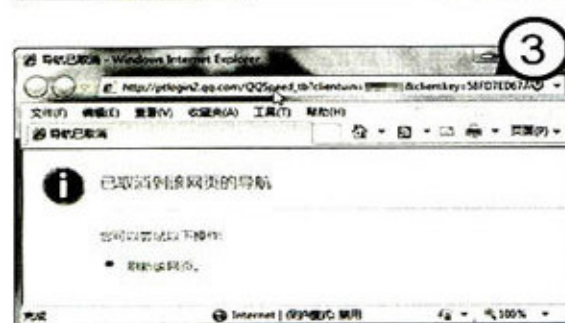 ③
导航已取消 - Windows Internet Explorer
http://ptlogin2.qq.com/QQSpeed_tb?clientuin= &clientkey=58FD7ED67A
文件(F) 编辑(E) 查看(V) 收藏夹(A) 工具(T) 帮助(H)
导航已取消 页面(P)
已取消到该网页的导航
您可以尝试以下操作:
• 刷新该网页。
完成 Internet | 保护模式: 禁用 100%